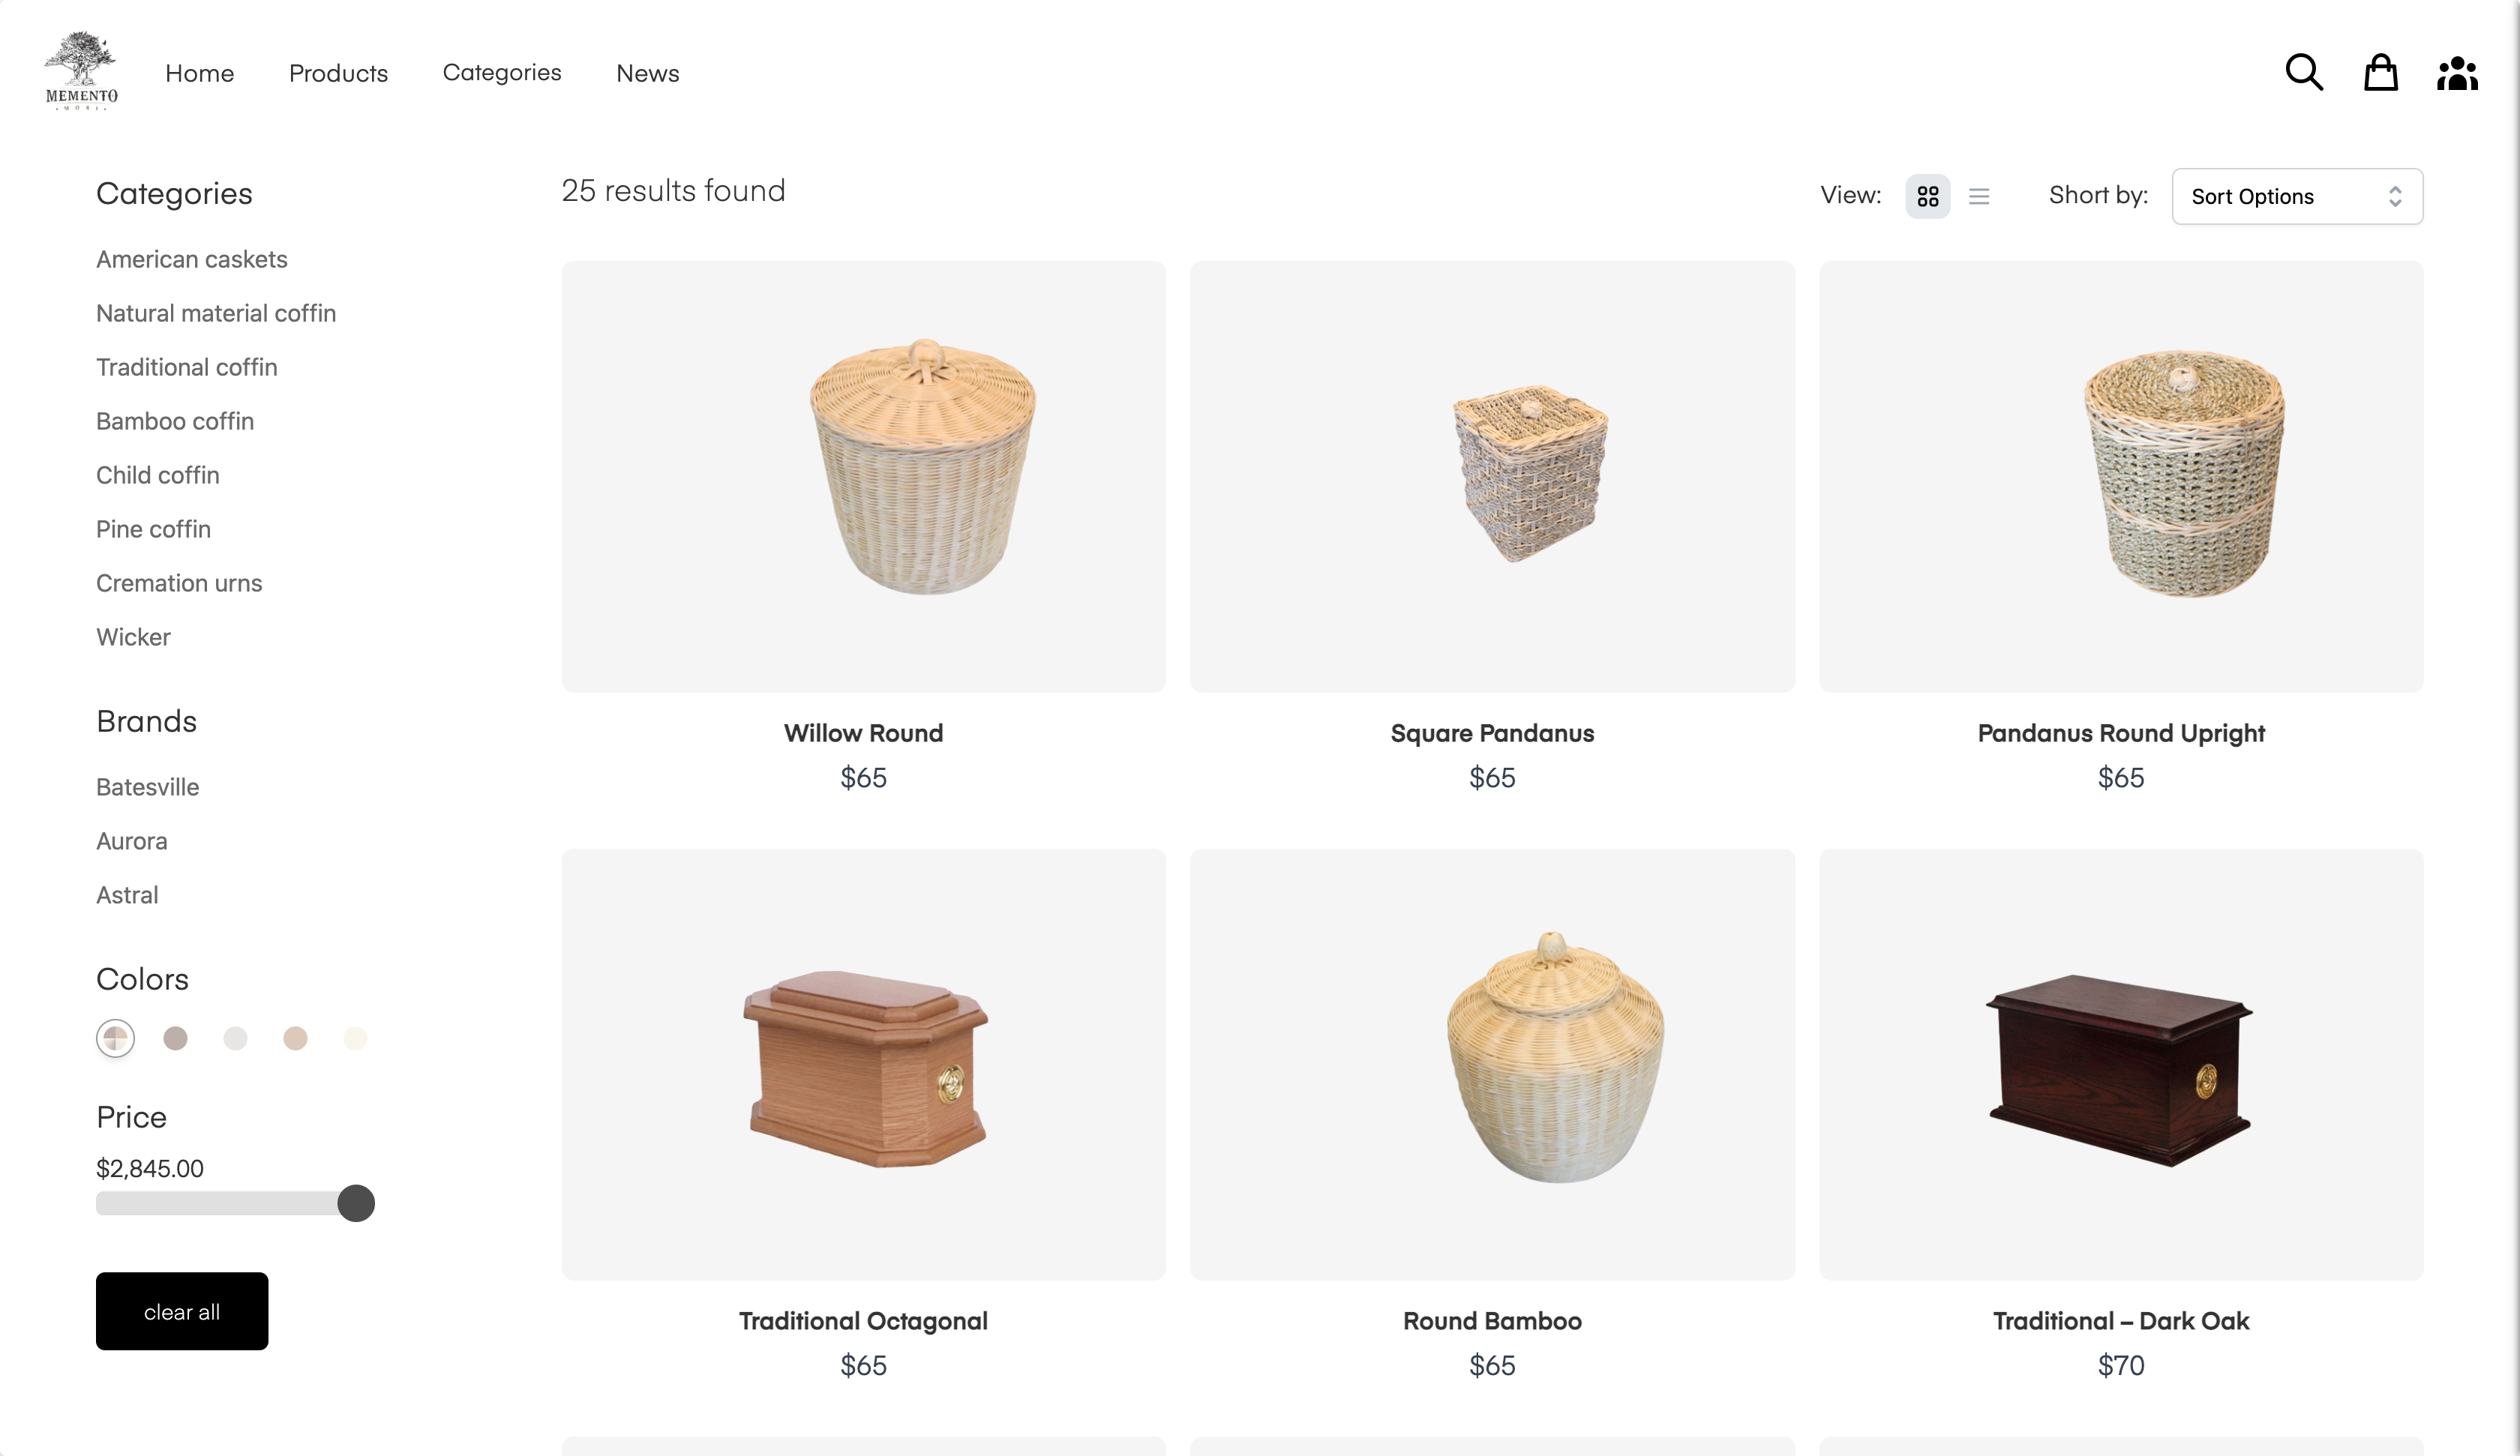 MEMENTO
MORI
Home
Products
Categories
News
Categories
American caskets
Natural material coffin
Traditional coffin
Bamboo coffin
Child coffin
Pine coffin
Cremation urns
Wicker
Brands
Batesville
Aurora
Astral
Colors
Price
$2,845.00
clear all
25 results found
View:
Short by:
Sort Options
Willow Round
$65
Square Pandanus
$65
Pandanus Round Upright
$65
Traditional Octagonal
$65
Round Bamboo
$65
Traditional – Dark Oak
$70